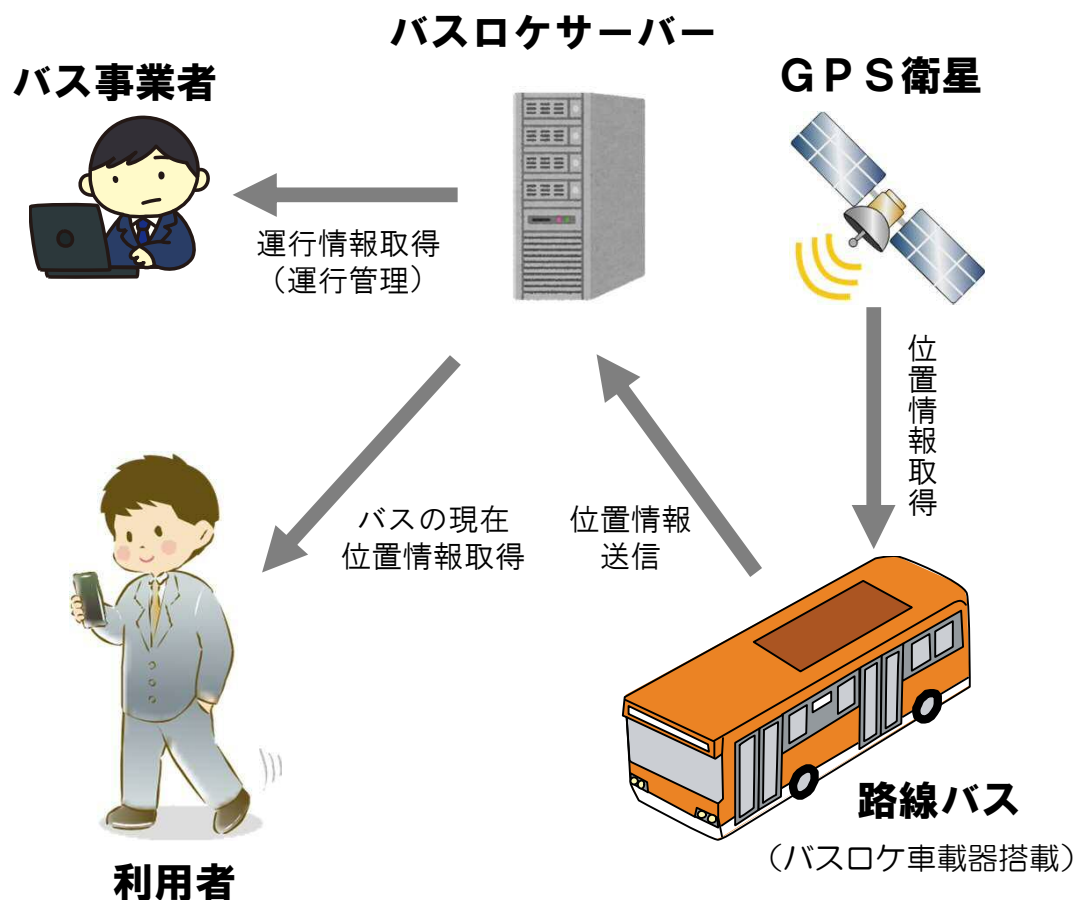 バスロケサーバー
バス事業者
GPS衛星
運行情報取得
（運行管理）
位置情報取得
バスの現在
位置情報取得
位置情報
送信
路線バス
（バスロケ車載器搭載）
利用者